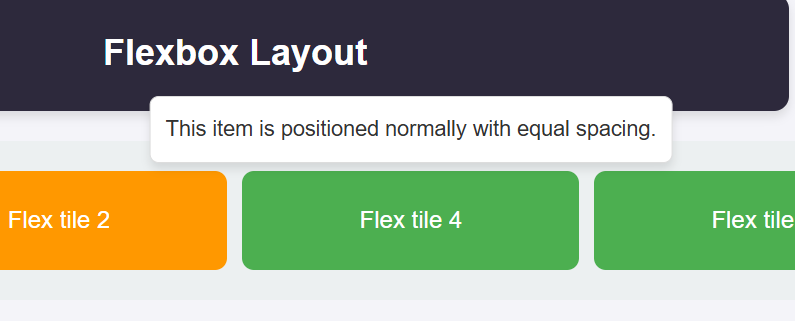 Flexbox Layout
This item is positioned normally with equal spacing.
Flex tile 2
Flex tile 4
Flex tile